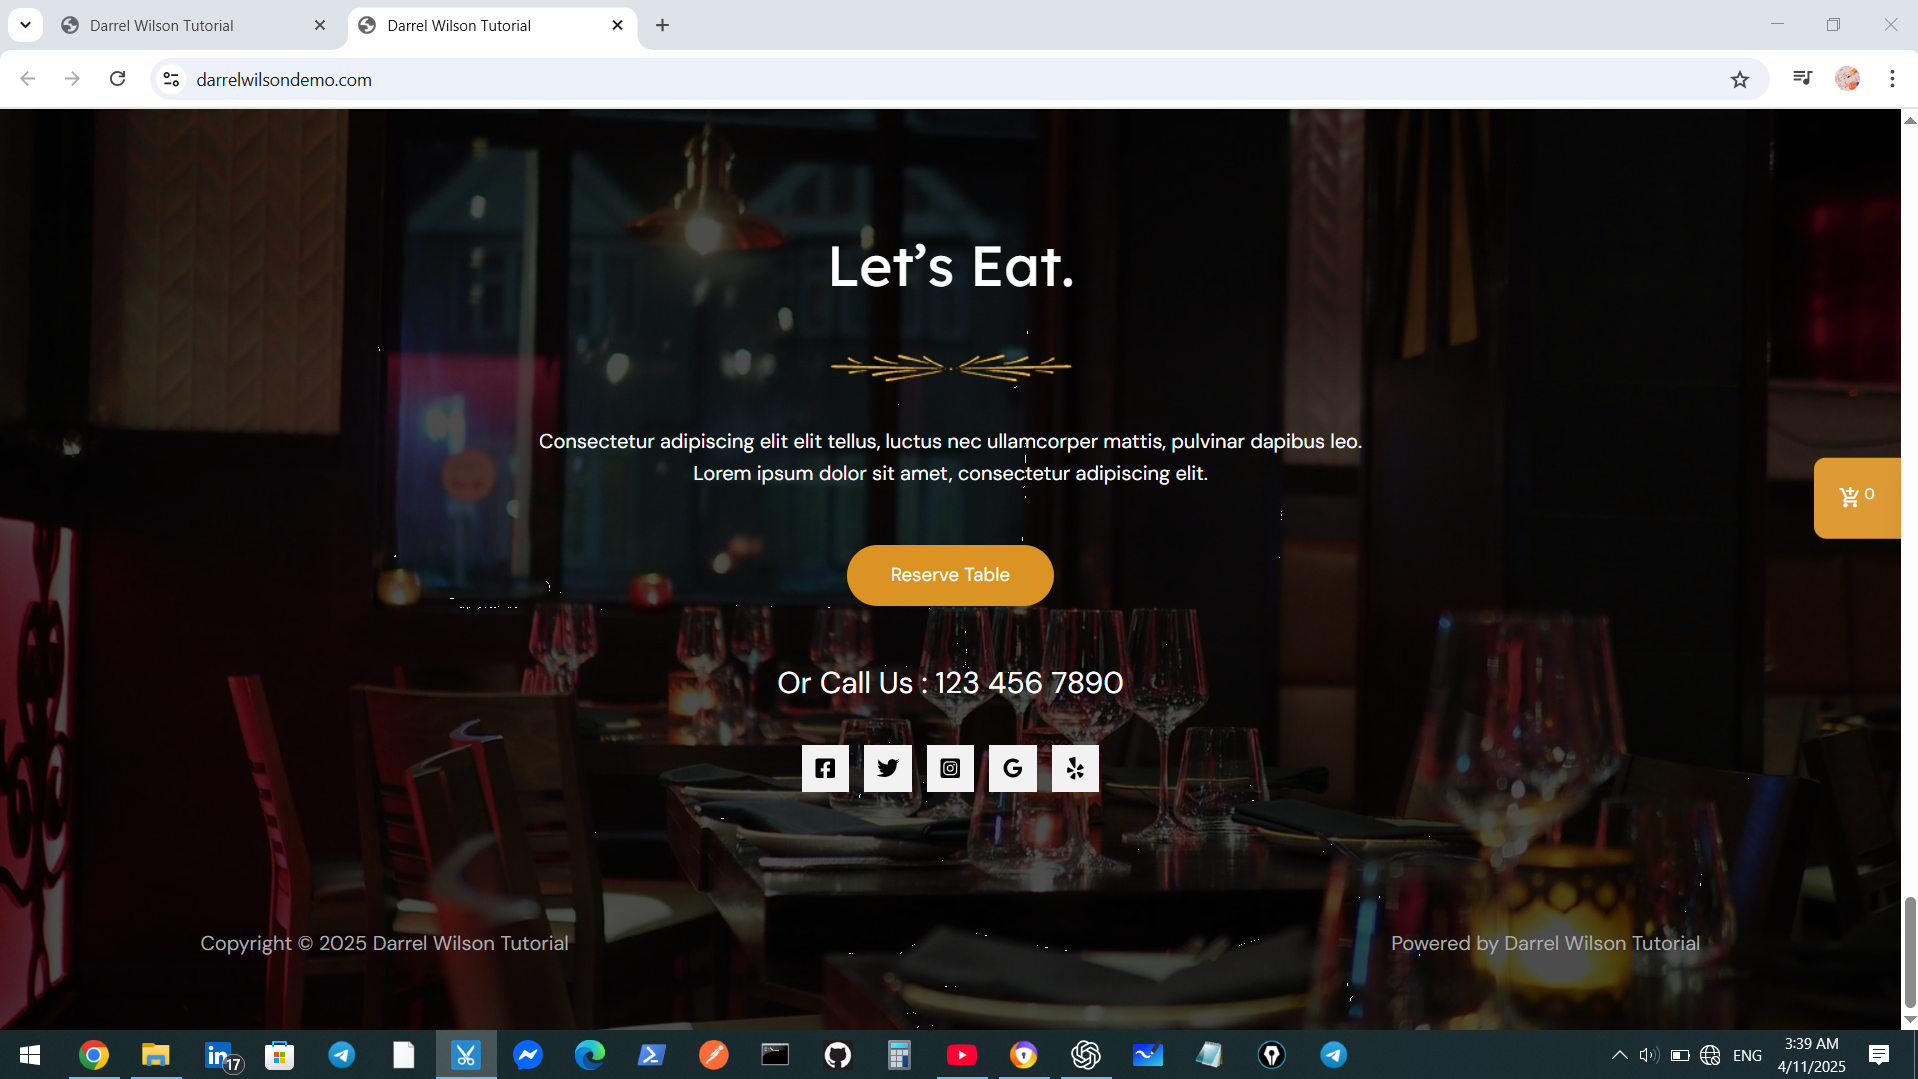 Darrel Wilson Tutorial
Darrel Wilson Tutorial
darrelwilsondemo.com
Let’s Eat.
Consectetur adipiscing elit elit tellus, luctus nec ullamcorper mattis, pulvinar dapibus leo.
Lorem ipsum dolor sit amet, consectetur adipiscing elit.
0
Reserve Table
Or Call Us : 123 456 7890
Copyright © 2025 Darrel Wilson Tutorial
Powered by Darrel Wilson Tutorial
17
ENG
3:39 AM
4/11/2025